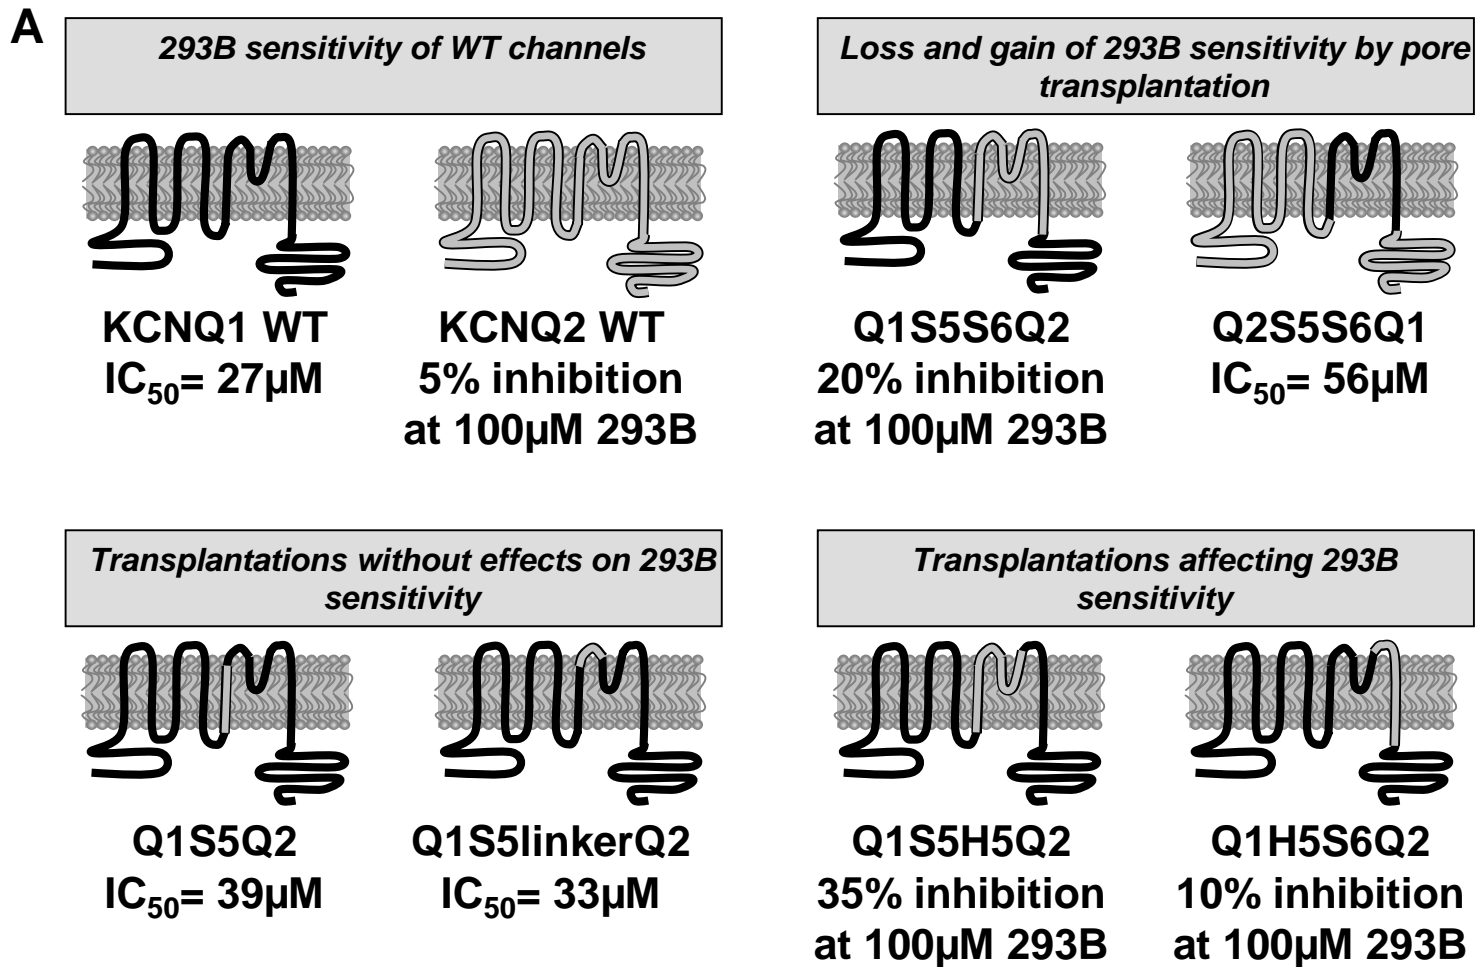 A
293B sensitivity of WT channels
Loss and gain of 293B sensitivity by pore
transplantation
KCNQ1 WT
IC50= 27µM
KCNQ2 WT
5% inhibition
at 100µM 293B
Q1S5S6Q2
20% inhibition
at 100µM 293B
Q2S5S6Q1
IC50= 56µM
Transplantations without effects on 293B
sensitivity
Transplantations affecting 293B
sensitivity
Q1S5Q2
IC50= 39µM
Q1S5linkerQ2
IC50= 33µM
Q1S5H5Q2
35% inhibition
at 100µM 293B
Q1H5S6Q2
10% inhibition
at 100µM 293B